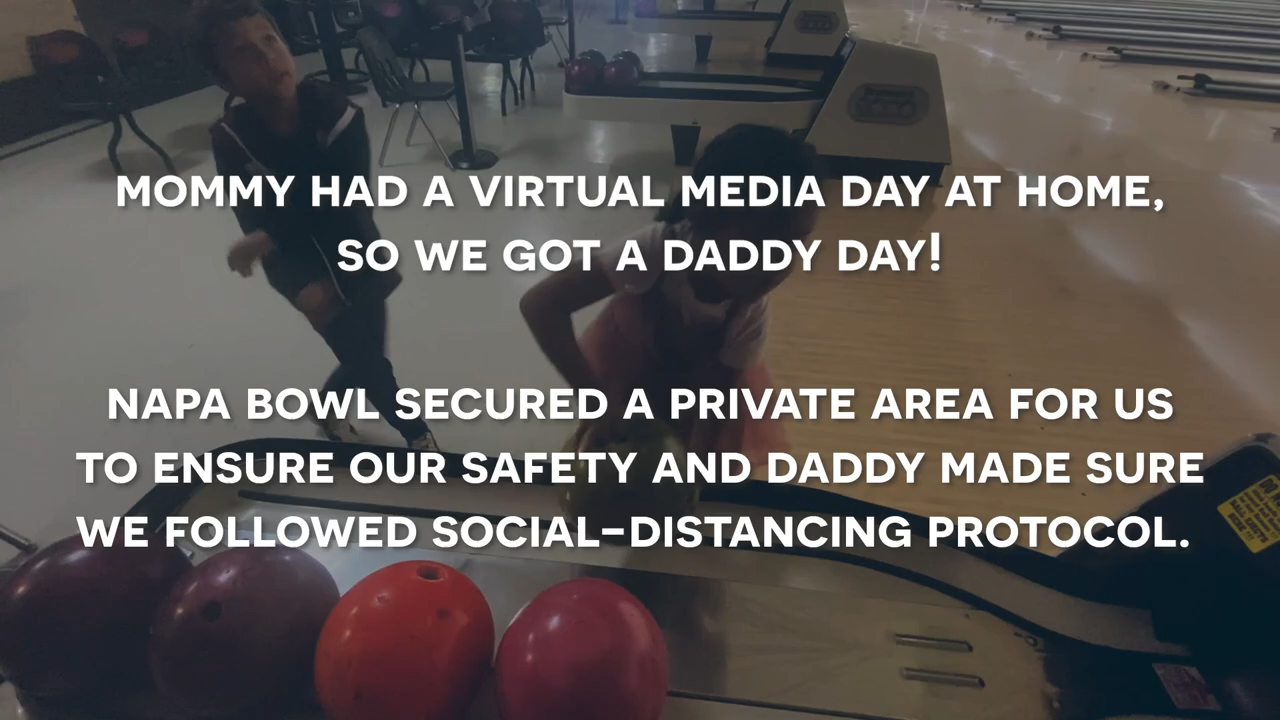 MOMMY HAD A VIRTUAL MEDIA DAY AT HOME,
SO WE GOT A DADDY DAY!
NAPA BOWL SECURED A PRIVATE AREA FOR US
TO ENSURE OUR SAFETY AND DADDY MADE SURE
WE FOLLOWED SOCIAL-DISTANCING PROTOCOL.